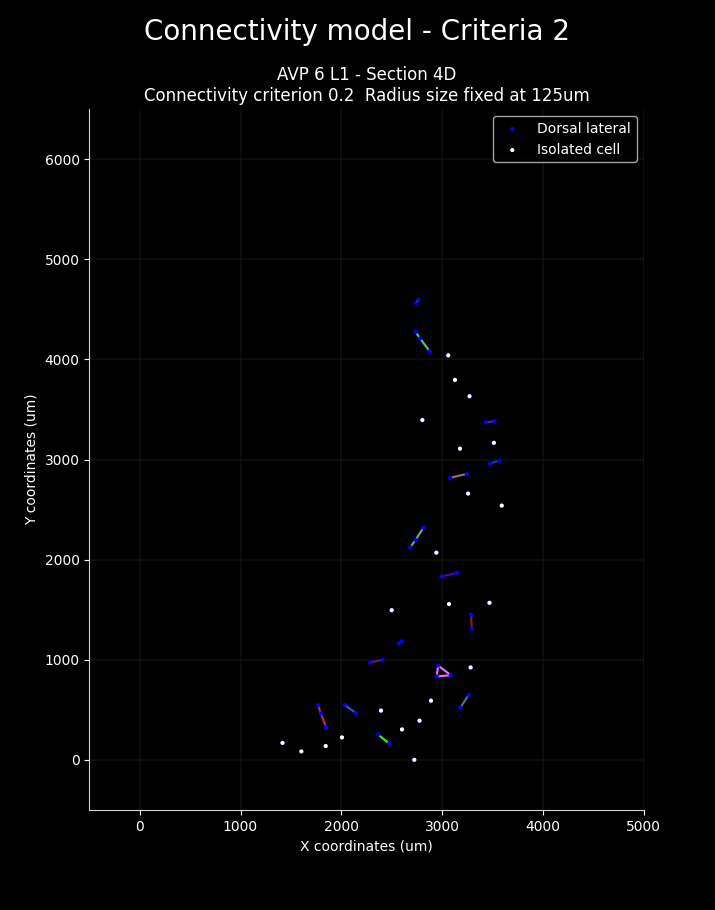 Connectivity model - Criteria 2
AVP 6 L1 - Section 4D
Connectivity criterion 0.2  Radius size fixed at 125um
Dorsal lateral
Isolated cell
6000
5000
4000
3000
2000
1000
0
Y coordinates (um)
0 1000 2000 3000 4000 5000
X coordinates (um)